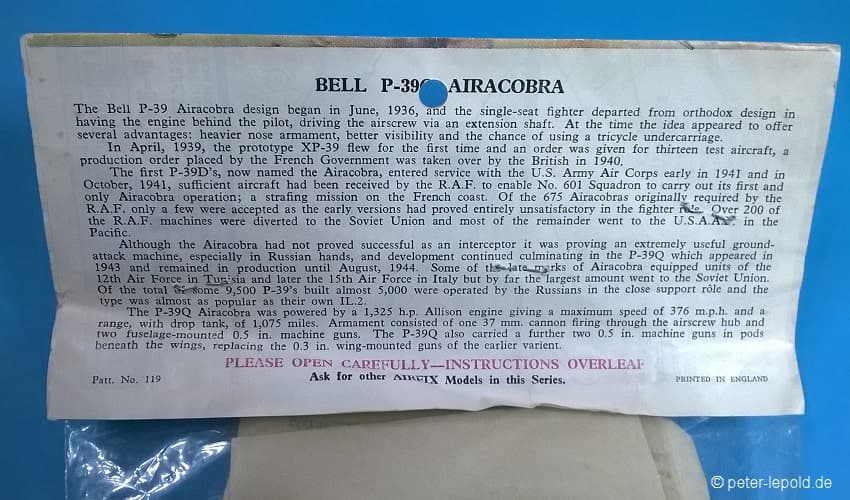 BELL P-39Q AIRACOBRA
The Bell P-39 Airacobra design began in June, 1936, and the single-seat fighter departed from orthodox design in
having the engine behind the pilot, driving the airscrew via an extension shaft. At the time the idea appeared to offer
several advantages: heavier nose armament, better visibility and the chance of using a tricycle undercarriage.
In April, 1939, the prototype XP-39 flew for the first time and an order was given for thirteen test aircraft, a
production order placed by the French Government was taken over by the British in 1940.
The first P-39D's, now named the Airacobra, entered service with the U.S. Army Air Corps early in 1941 and in
October, 1941, sufficient aircraft had been received by the R.A.F. to enable No. 601 Squadron to carry out its first and
only Airacobra operation; a strafing mission on the French coast. Of the 675 Airacobras originally required by the
R.A.F. only a few were accepted as the early versions had proved entirely unsatisfactory in the fighter rôle. Over 200 of
the R.A.F. machines were diverted to the Soviet Union and most of the remainder went to the U.S.A.A.F. in the
Pacific.
Although the Airacobra had not proved successful as an interceptor it was proving an extremely useful ground-
attack machine, especially in Russian hands, and development continued culminating in the P-39Q which appeared in
1943 and remained in production until August, 1944. Some of the late marks of Airacobra equipped units of the
12th Air Force in Tunisia and later the 15th Air Force in Italy but by far the largest amount went to the Soviet Union.
Of the total of some 9,500 P-39's built almost 5,000 were operated by the Russians in the close support rôle and the
type was almost as popular as their own IL.2.
The P-39Q Airacobra was powered by a 1,325 h.p. Allison engine giving a maximum speed of 376 m.p.h. and a
range, with drop tank, of 1,075 miles. Armament consisted of one 37 mm. cannon firing through the airscrew hub and
two fuselage-mounted 0.5 in. machine guns. The P-39Q also carried a further two 0.5 in. machine guns in pods
beneath the wings, replacing the 0.3 in. wing-mounted guns of the earlier varient.
PLEASE OPEN CAREFULLY—INSTRUCTIONS OVERLEAF
Patt. No. 119 Ask for other AIRFIX Models in this Series. PRINTED IN ENGLAND
© peter-lepold.de